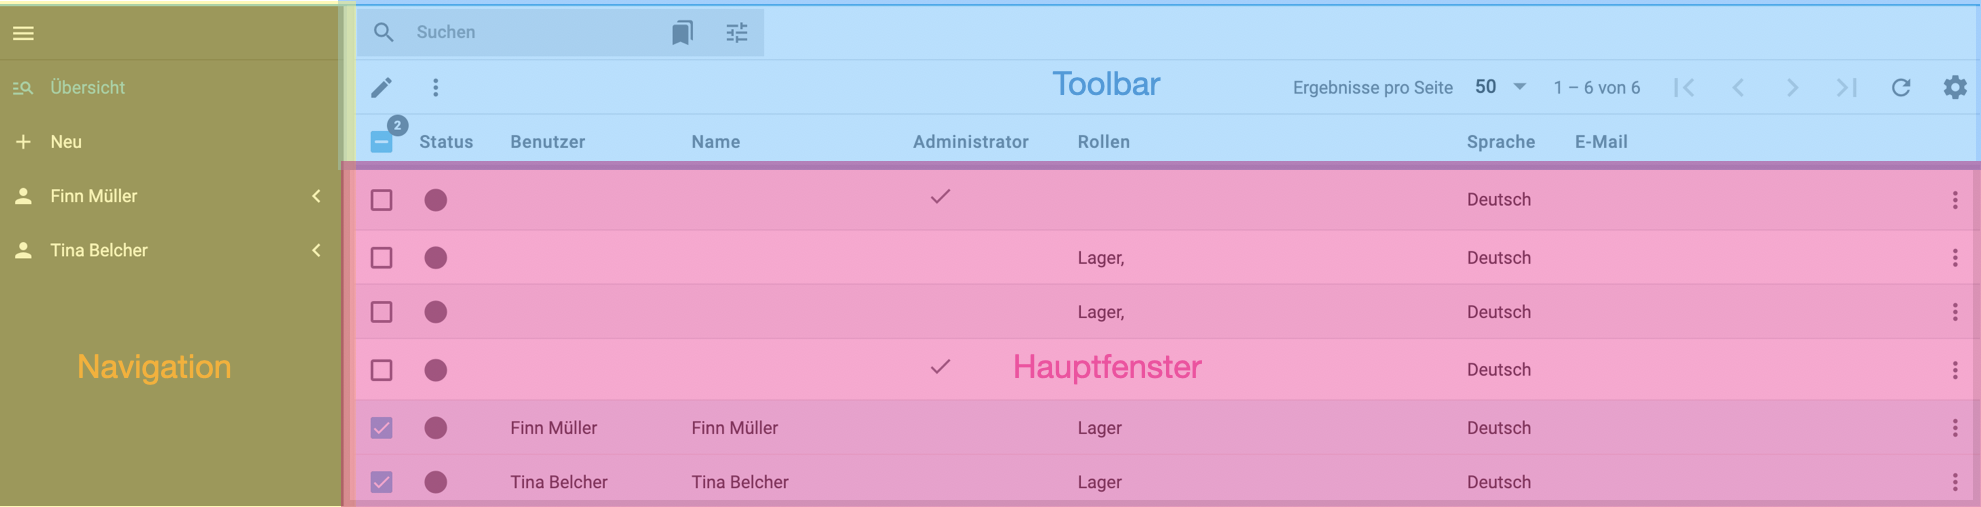 Suchen
Übersicht
Toolbar
Ergebnisse pro Seite 50 1 – 6 von 6
2
Neu
Status Benutzer Name Administrator Rollen Sprache E-Mail
Finn Müller
Deutsch
Tina Belcher
Lager, Deutsch
Lager, Deutsch
Navigation
Hauptfenster
Deutsch
Finn Müller Finn Müller Lager Deutsch
Tina Belcher Tina Belcher Lager Deutsch